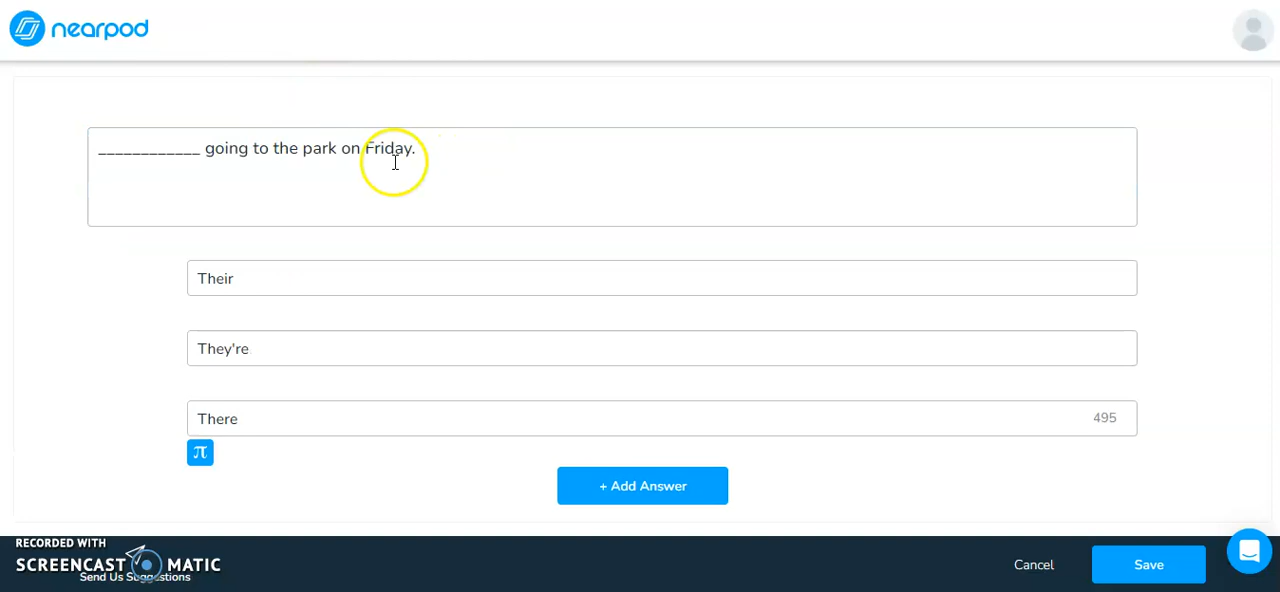 nearpod
____________ going to the park on Friday.
Their
They're
There
495
π
+ Add Answer
RECORDED WITH
SCREENCAST MATIC
Send Us Suggestions
Cancel
Save